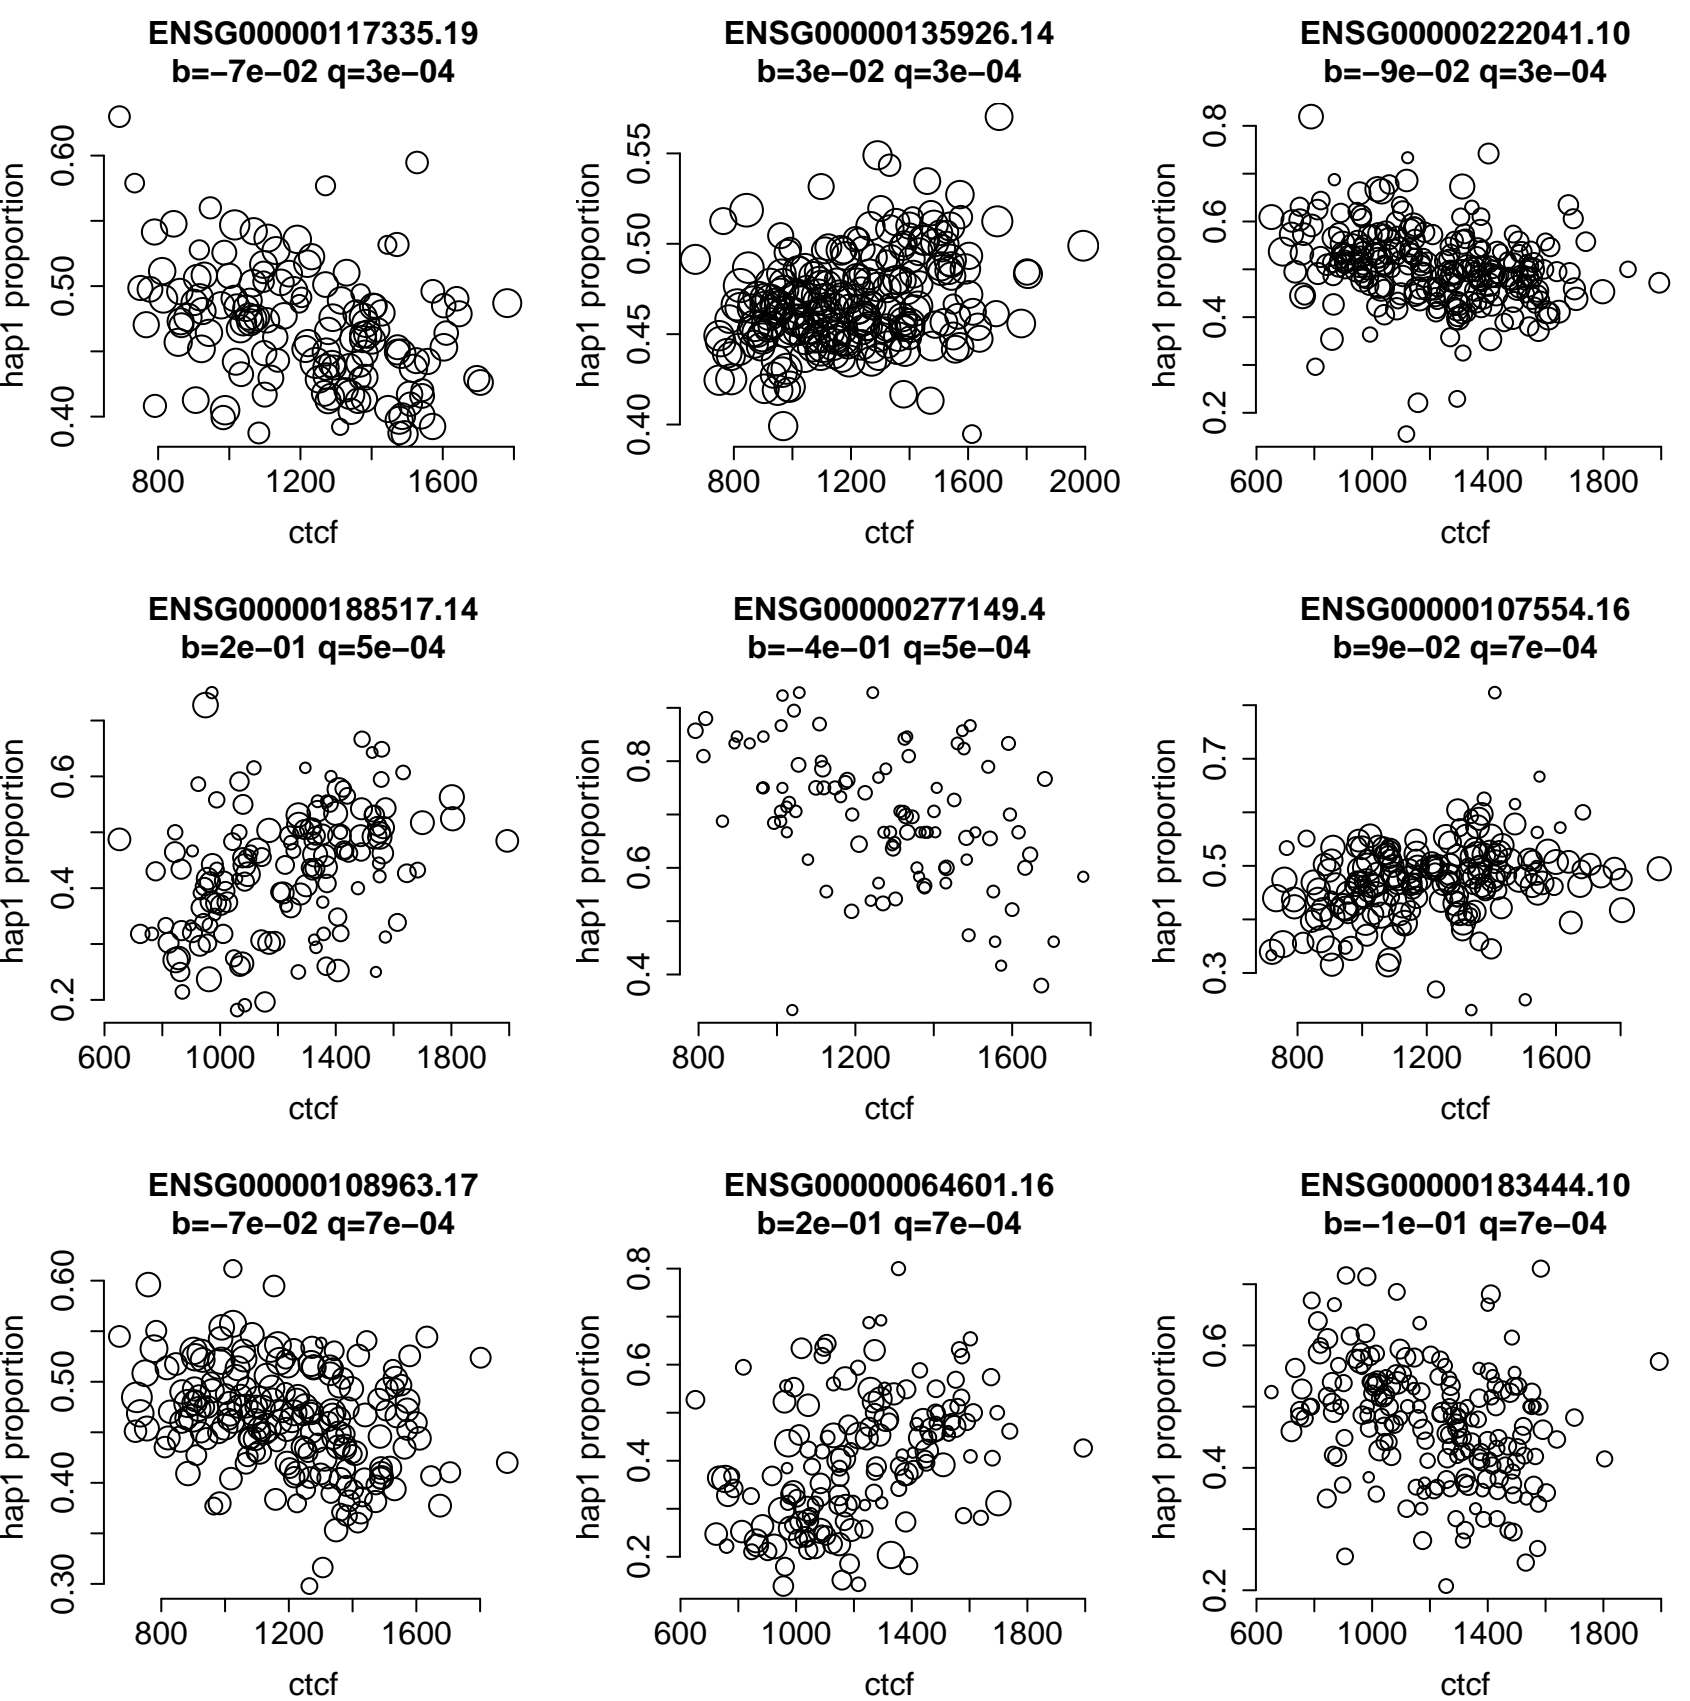 ENSG00000117335.19
b=−7e−02 q=3e−04
hap1 proportion
0.40 0.50 0.60
800 1200 1600
ctcf
ENSG00000135926.14
b=3e−02 q=3e−04
hap1 proportion
0.40 0.45 0.50 0.55
800 1200 1600 2000
ctcf
ENSG00000222041.10
b=−9e−02 q=3e−04
hap1 proportion
0.2 0.4 0.6 0.8
600 1000 1400 1800
ctcf
ENSG00000188517.14
b=2e−01 q=5e−04
hap1 proportion
0.2 0.4 0.6
600 1000 1400 1800
ctcf
ENSG00000277149.4
b=−4e−01 q=5e−04
hap1 proportion
0.4 0.6 0.8
800 1200 1600
ctcf
ENSG00000107554.16
b=9e−02 q=7e−04
hap1 proportion
0.3 0.5 0.7
800 1200 1600
ctcf
ENSG00000108963.17
b=−7e−02 q=7e−04
hap1 proportion
0.30 0.40 0.50 0.60
800 1200 1600
ctcf
ENSG00000064601.16
b=2e−01 q=7e−04
hap1 proportion
0.2 0.4 0.6 0.8
600 1000 1400 1800
ctcf
ENSG00000183444.10
b=−1e−01 q=7e−04
hap1 proportion
0.2 0.4 0.6
600 1000 1400 1800
ctcf